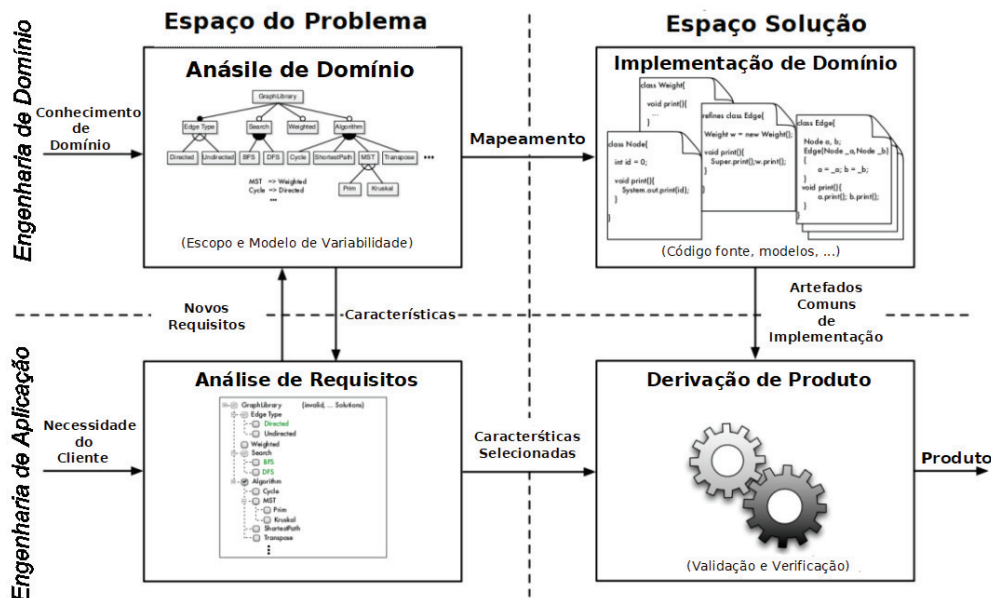 Espaço do Problema
Espaço Solução
Engenharia de Domínio
Conhecimento
de
Domínio
Anásile de Domínio
GraphLibrary
Edge Type
Search
Weighted
Algorithm
Directed
Undirected
BFS
DFS
Cycle
ShortestPath
MST
Transpose
...
MST => Weighted
Cycle => Directed
...
Prim
Kruskal
(Escopo e Modelo de Variabilidade)
Mapeamento
Implementação de Domínio
class Weight{
void print(){
...
}
class Node{
int id = 0;
void print(){
System.out.print(id);
}
}
refines class Edge{
Weight w = new Weight();
void print(){
Super.print();w.print();
}
}
class Edge{
Node a, b;
Edge(Node _a,Node _b)
{
a = _a; b = _b;
}
void print(){
a.print(); b.print();
}
}
(Código fonte, modelos, ...)
Novos
Requisitos
Características
Artefados
Comuns
de
Implementação
Engenharia de Aplicação
Necessidade
do
Cliente
Análise de Requisitos
GraphLibrary (invalid, ... Solutions)
Edge Type
Directed
Undirected
Weighted
Search
BFS
DFS
Algorithm
Cycle
MST
Prim
Kruskal
ShortestPath
Transpose
Caracterśticas
Selecionadas
Derivação de Produto
(Validação e Verificação)
Produto